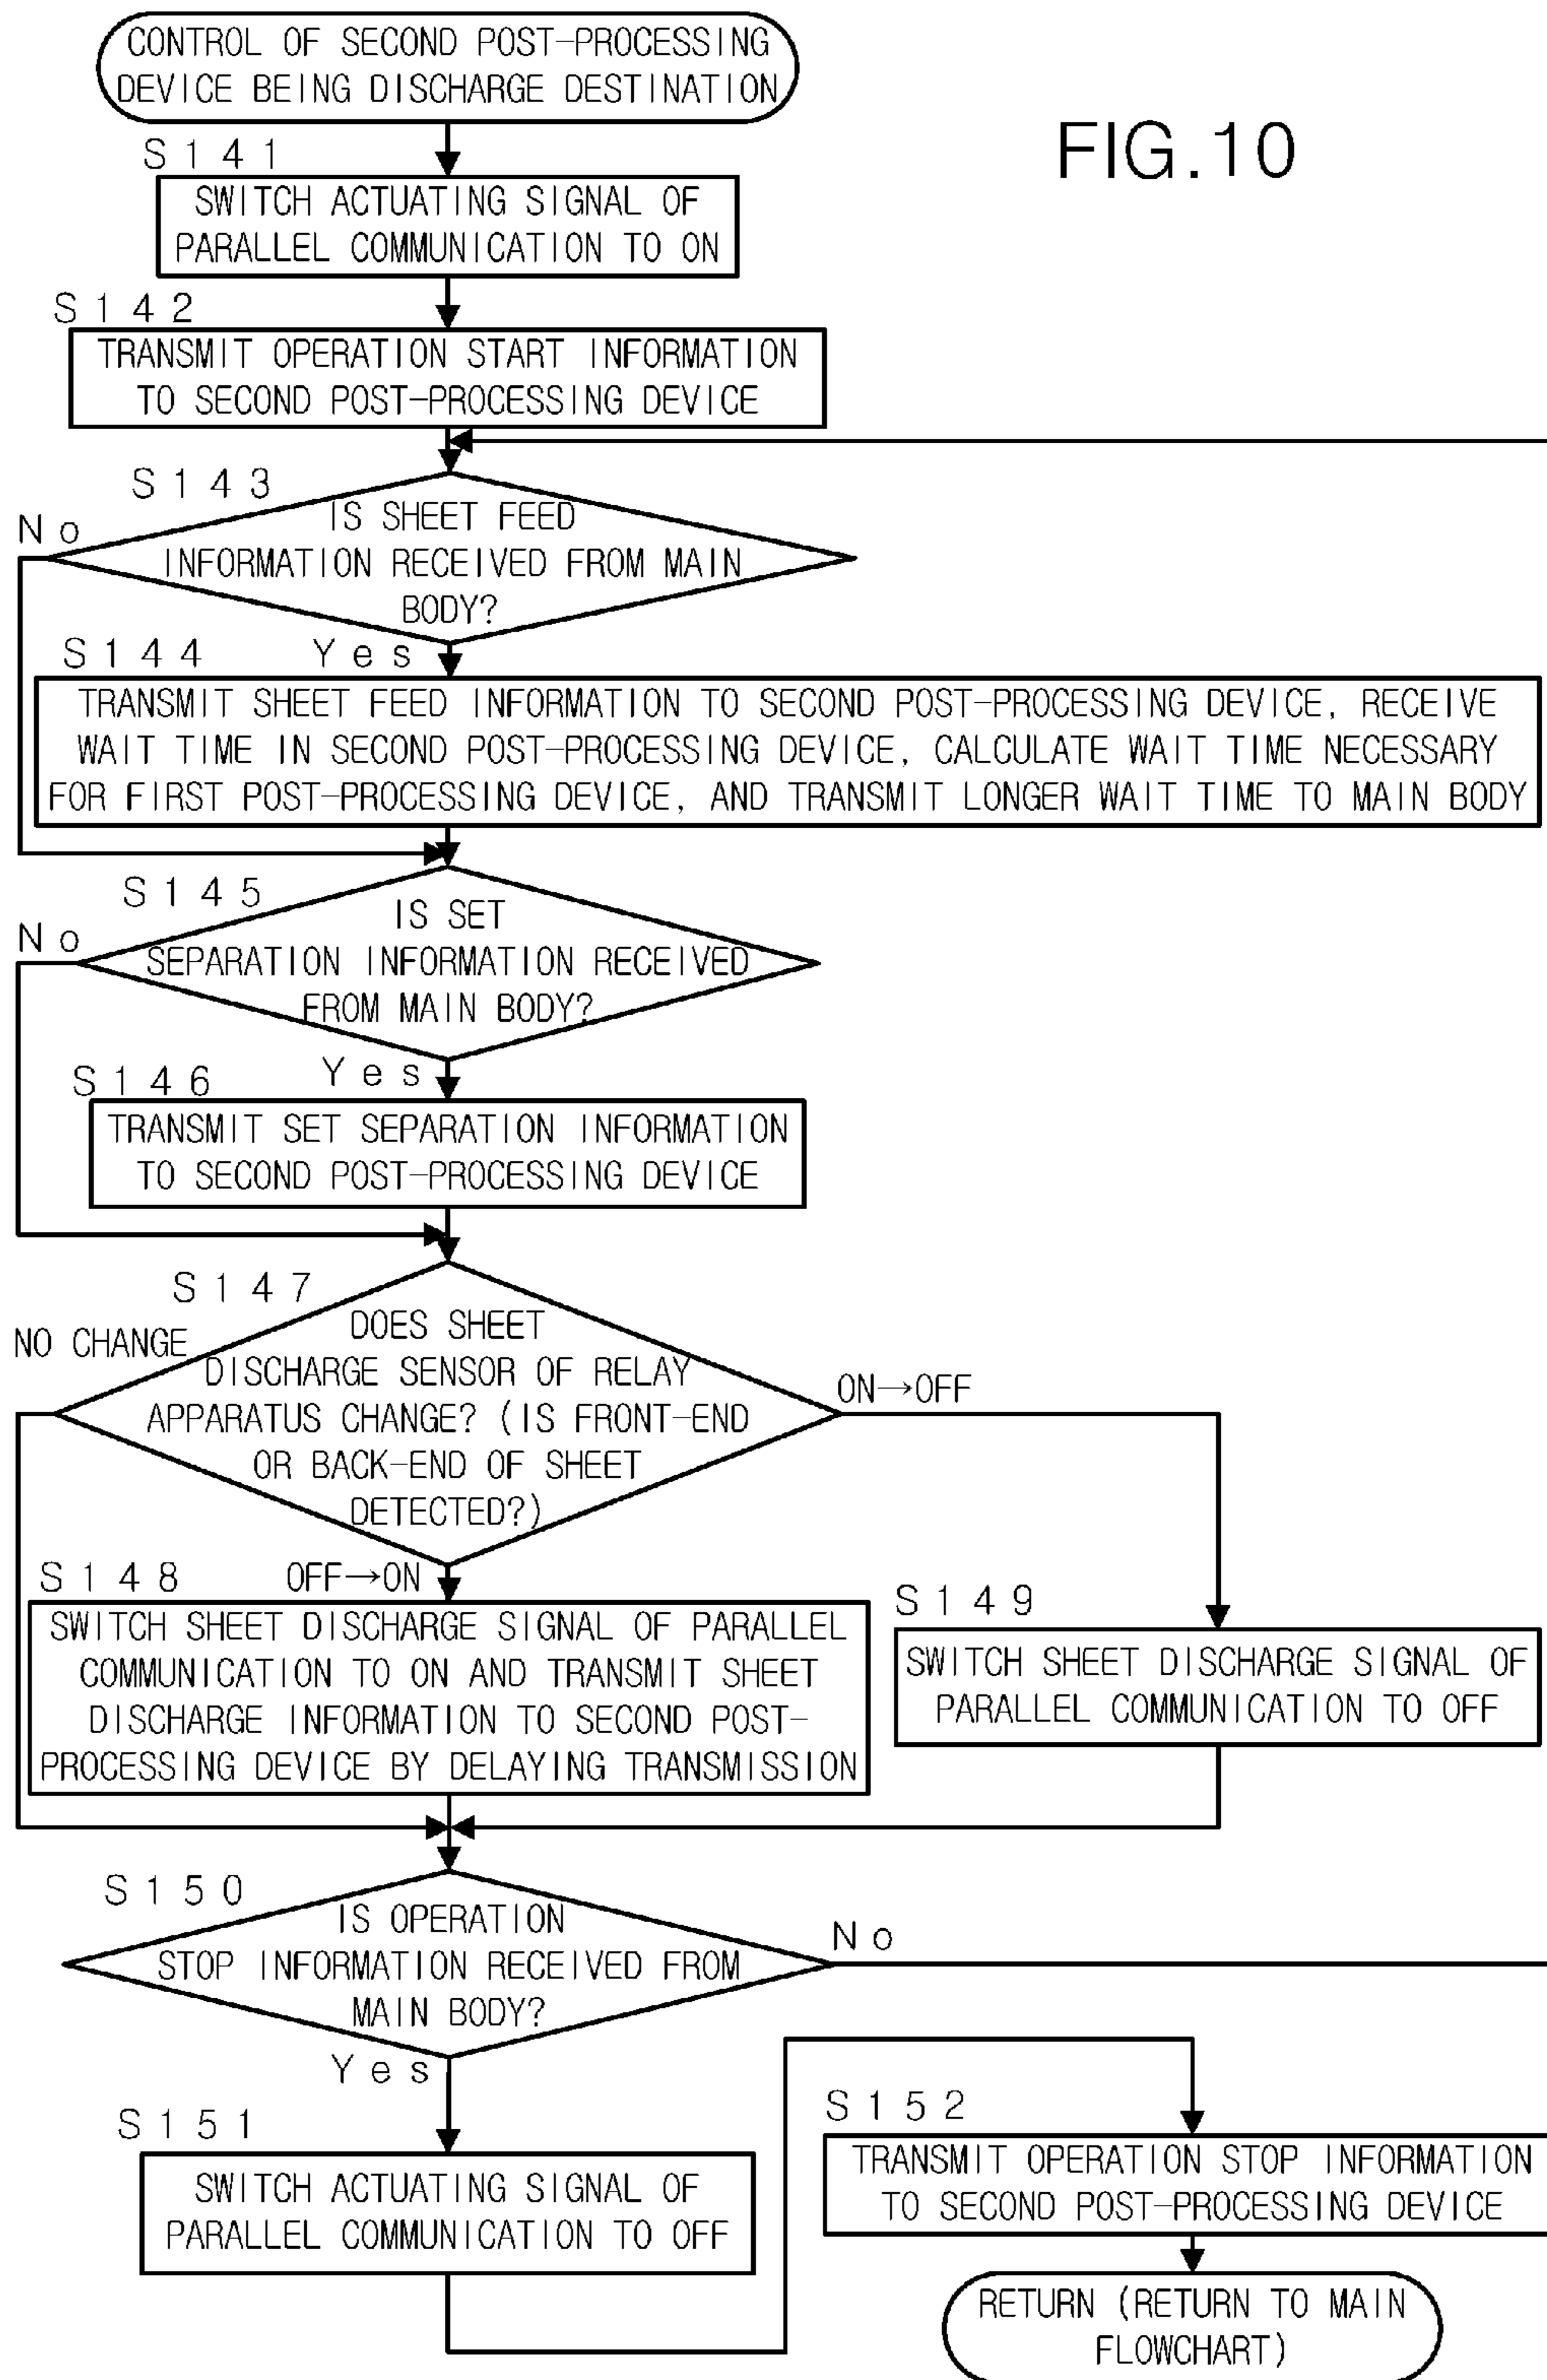 CONTROL OF SECOND POST-PROCESSING
DEVICE BEING DISCHARGE DESTINATION
FIG.10
S141
SWITCH ACTUATING SIGNAL OF
PARALLEL COMMUNICATION TO ON
S142
TRANSMIT OPERATION START INFORMATION
TO SECOND POST-PROCESSING DEVICE
S143
No
IS SHEET FEED
INFORMATION RECEIVED FROM MAIN
BODY?
S144
Yes
TRANSMIT SHEET FEED INFORMATION TO SECOND POST-PROCESSING DEVICE, RECEIVE
WAIT TIME IN SECOND POST-PROCESSING DEVICE, CALCULATE WAIT TIME NECESSARY
FOR FIRST POST-PROCESSING DEVICE, AND TRANSMIT LONGER WAIT TIME TO MAIN BODY
S145
No
IS SET
SEPARATION INFORMATION RECEIVED
FROM MAIN BODY?
S146
Yes
TRANSMIT SET SEPARATION INFORMATION
TO SECOND POST-PROCESSING DEVICE
S147
NO CHANGE
DOES SHEET
DISCHARGE SENSOR OF RELAY
APPARATUS CHANGE? (IS FRONT-END
OR BACK-END OF SHEET
DETECTED?)
ON→OFF
S148
OFF→ON
SWITCH SHEET DISCHARGE SIGNAL OF PARALLEL
COMMUNICATION TO ON AND TRANSMIT SHEET
DISCHARGE INFORMATION TO SECOND POST-
PROCESSING DEVICE BY DELAYING TRANSMISSION
S149
SWITCH SHEET DISCHARGE SIGNAL OF
PARALLEL COMMUNICATION TO OFF
S150
IS OPERATION
STOP INFORMATION RECEIVED FROM
MAIN BODY?
No
Yes
S151
SWITCH ACTUATING SIGNAL OF
PARALLEL COMMUNICATION TO OFF
S152
TRANSMIT OPERATION STOP INFORMATION
TO SECOND POST-PROCESSING DEVICE
RETURN (RETURN TO MAIN
FLOWCHART)